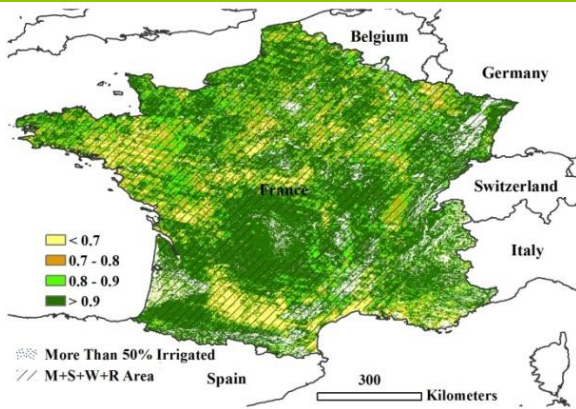 Belgium
Germany
France
Switzerland
Italy
< 0.7
0.7 - 0.8
0.8 - 0.9
> 0.9
More Than 50% Irrigated
M+S+W+R Area
Spain
300
Kilometers